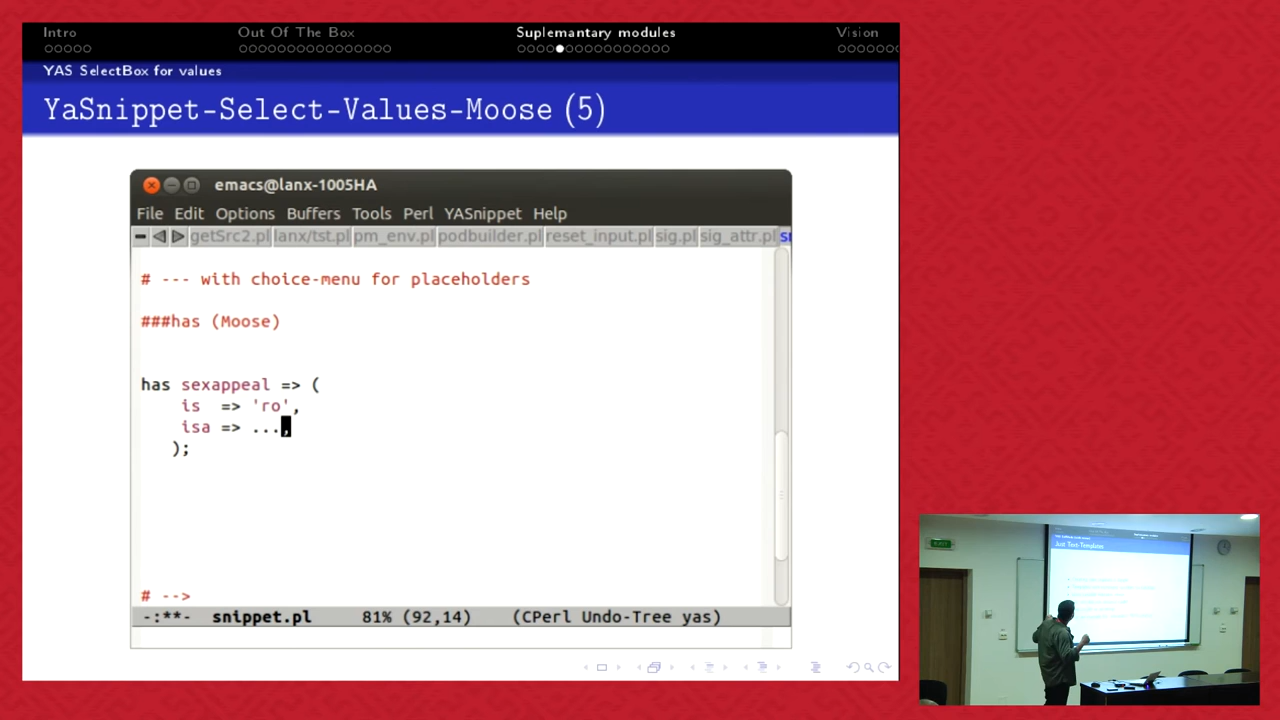 Intro Out Of The Box Suplemantary modules Vision
YAS SelectBox for values
YaSnippet-Select-Values-Moose (5)
emacs@lanx-1005HA
File Edit Options Buffers Tools Perl YASnippet Help
getSrc2.pl lanx/tst.pl pm_env.pl podbuilder.pl reset_input.pl sig.pl sig_attr.pl
# --- with choice-menu for placeholders
###has (Moose)
has sexappeal => (
is => 'ro',
isa => ...,
);
# -->
-:**- snippet.pl 81% (92,14) (CPerl Undo-Tree yas)
Just Text-Templates